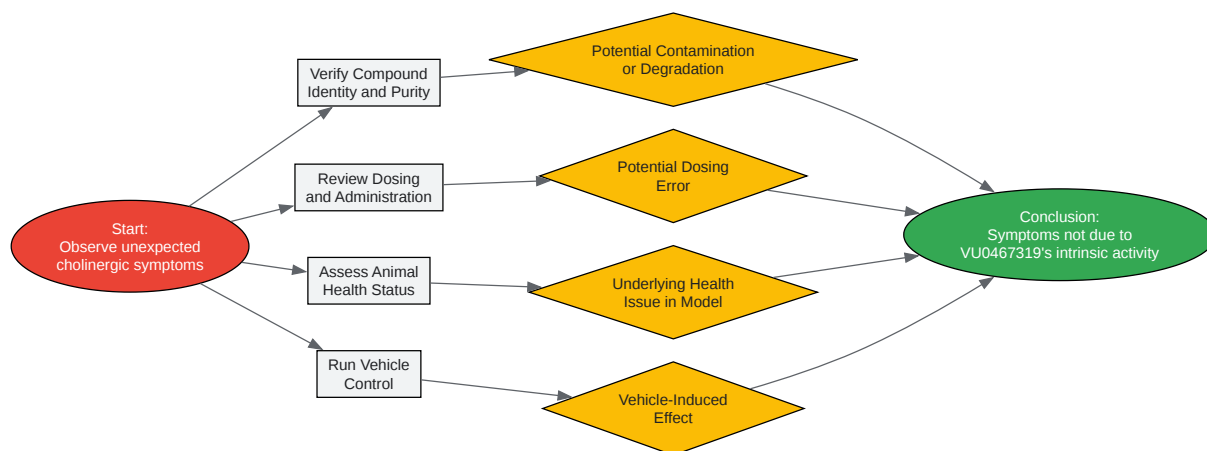 Start:
Observe unexpected
cholinergic symptoms
Verify Compound
Identity and Purity
Review Dosing
and Administration
Assess Animal
Health Status
Run Vehicle
Control
Potential Contamination
or Degradation
Potential Dosing
Error
Underlying Health
Issue in Model
Vehicle-Induced
Effect
Conclusion:
Symptoms not due to
VU0467319's intrinsic activity